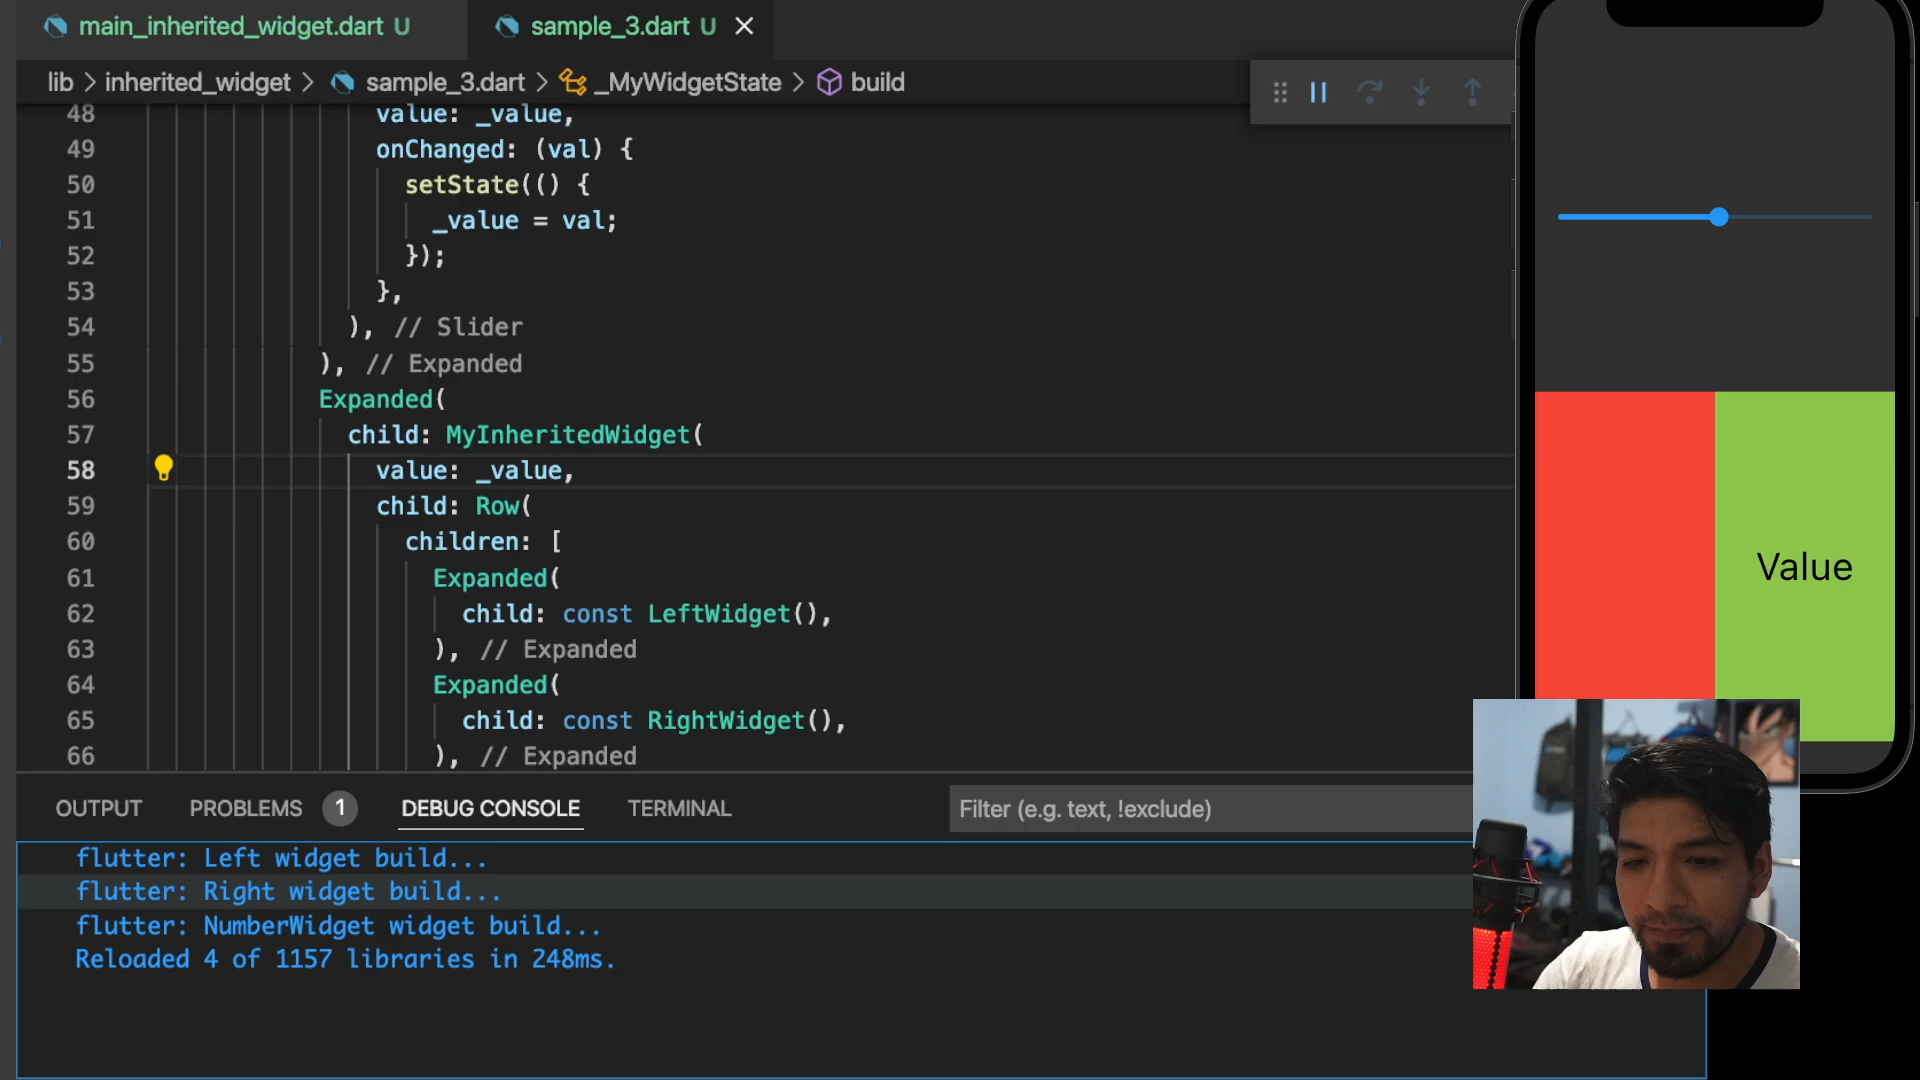 main_inherited_widget.dart U
sample_3.dart U
lib > inherited_widget > sample_3.dart > _MyWidgetState > build
48 value: _value,
49 onChanged: (val) {
50 setState(() {
51 _value = val;
52 });
53 },
54 ), // Slider
55 ), // Expanded
56 Expanded(
57 child: MyInheritedWidget(
58 value: _value,
59 child: Row(
60 children: [
61 Expanded(
62 child: const LeftWidget(),
63 ), // Expanded
64 Expanded(
65 child: const RightWidget(),
66 ), // Expanded
Value
OUTPUT PROBLEMS 1 DEBUG CONSOLE TERMINAL
Filter (e.g. text, !exclude)
flutter: Left widget build...
flutter: Right widget build...
flutter: NumberWidget widget build...
Reloaded 4 of 1157 libraries in 248ms.